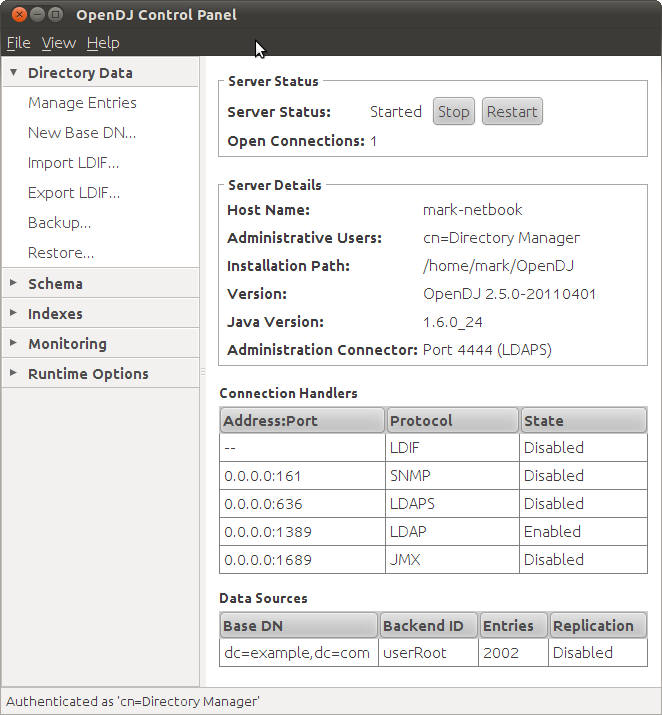 OpenDJ Control Panel
File View Help
Directory Data
Manage Entries
New Base DN...
Import LDIF...
Export LDIF...
Backup...
Restore...
Schema
Indexes
Monitoring
Runtime Options
Server Status
Server Status: Started Stop Restart
Open Connections: 1
Server Details
Host Name: mark-netbook
Administrative Users: cn=Directory Manager
Installation Path: /home/mark/OpenDJ
Version: OpenDJ 2.5.0-20110401
Java Version: 1.6.0_24
Administration Connector: Port 4444 (LDAPS)
Connection Handlers
Address:Port Protocol State
-- LDIF Disabled
0.0.0.0:161 SNMP Disabled
0.0.0.0:636 LDAPS Disabled
0.0.0.0:1389 LDAP Enabled
0.0.0.0:1689 JMX Disabled
Data Sources
Base DN Backend ID Entries Replication
dc=example,dc=com userRoot 2002 Disabled
Authenticated as 'cn=Directory Manager'